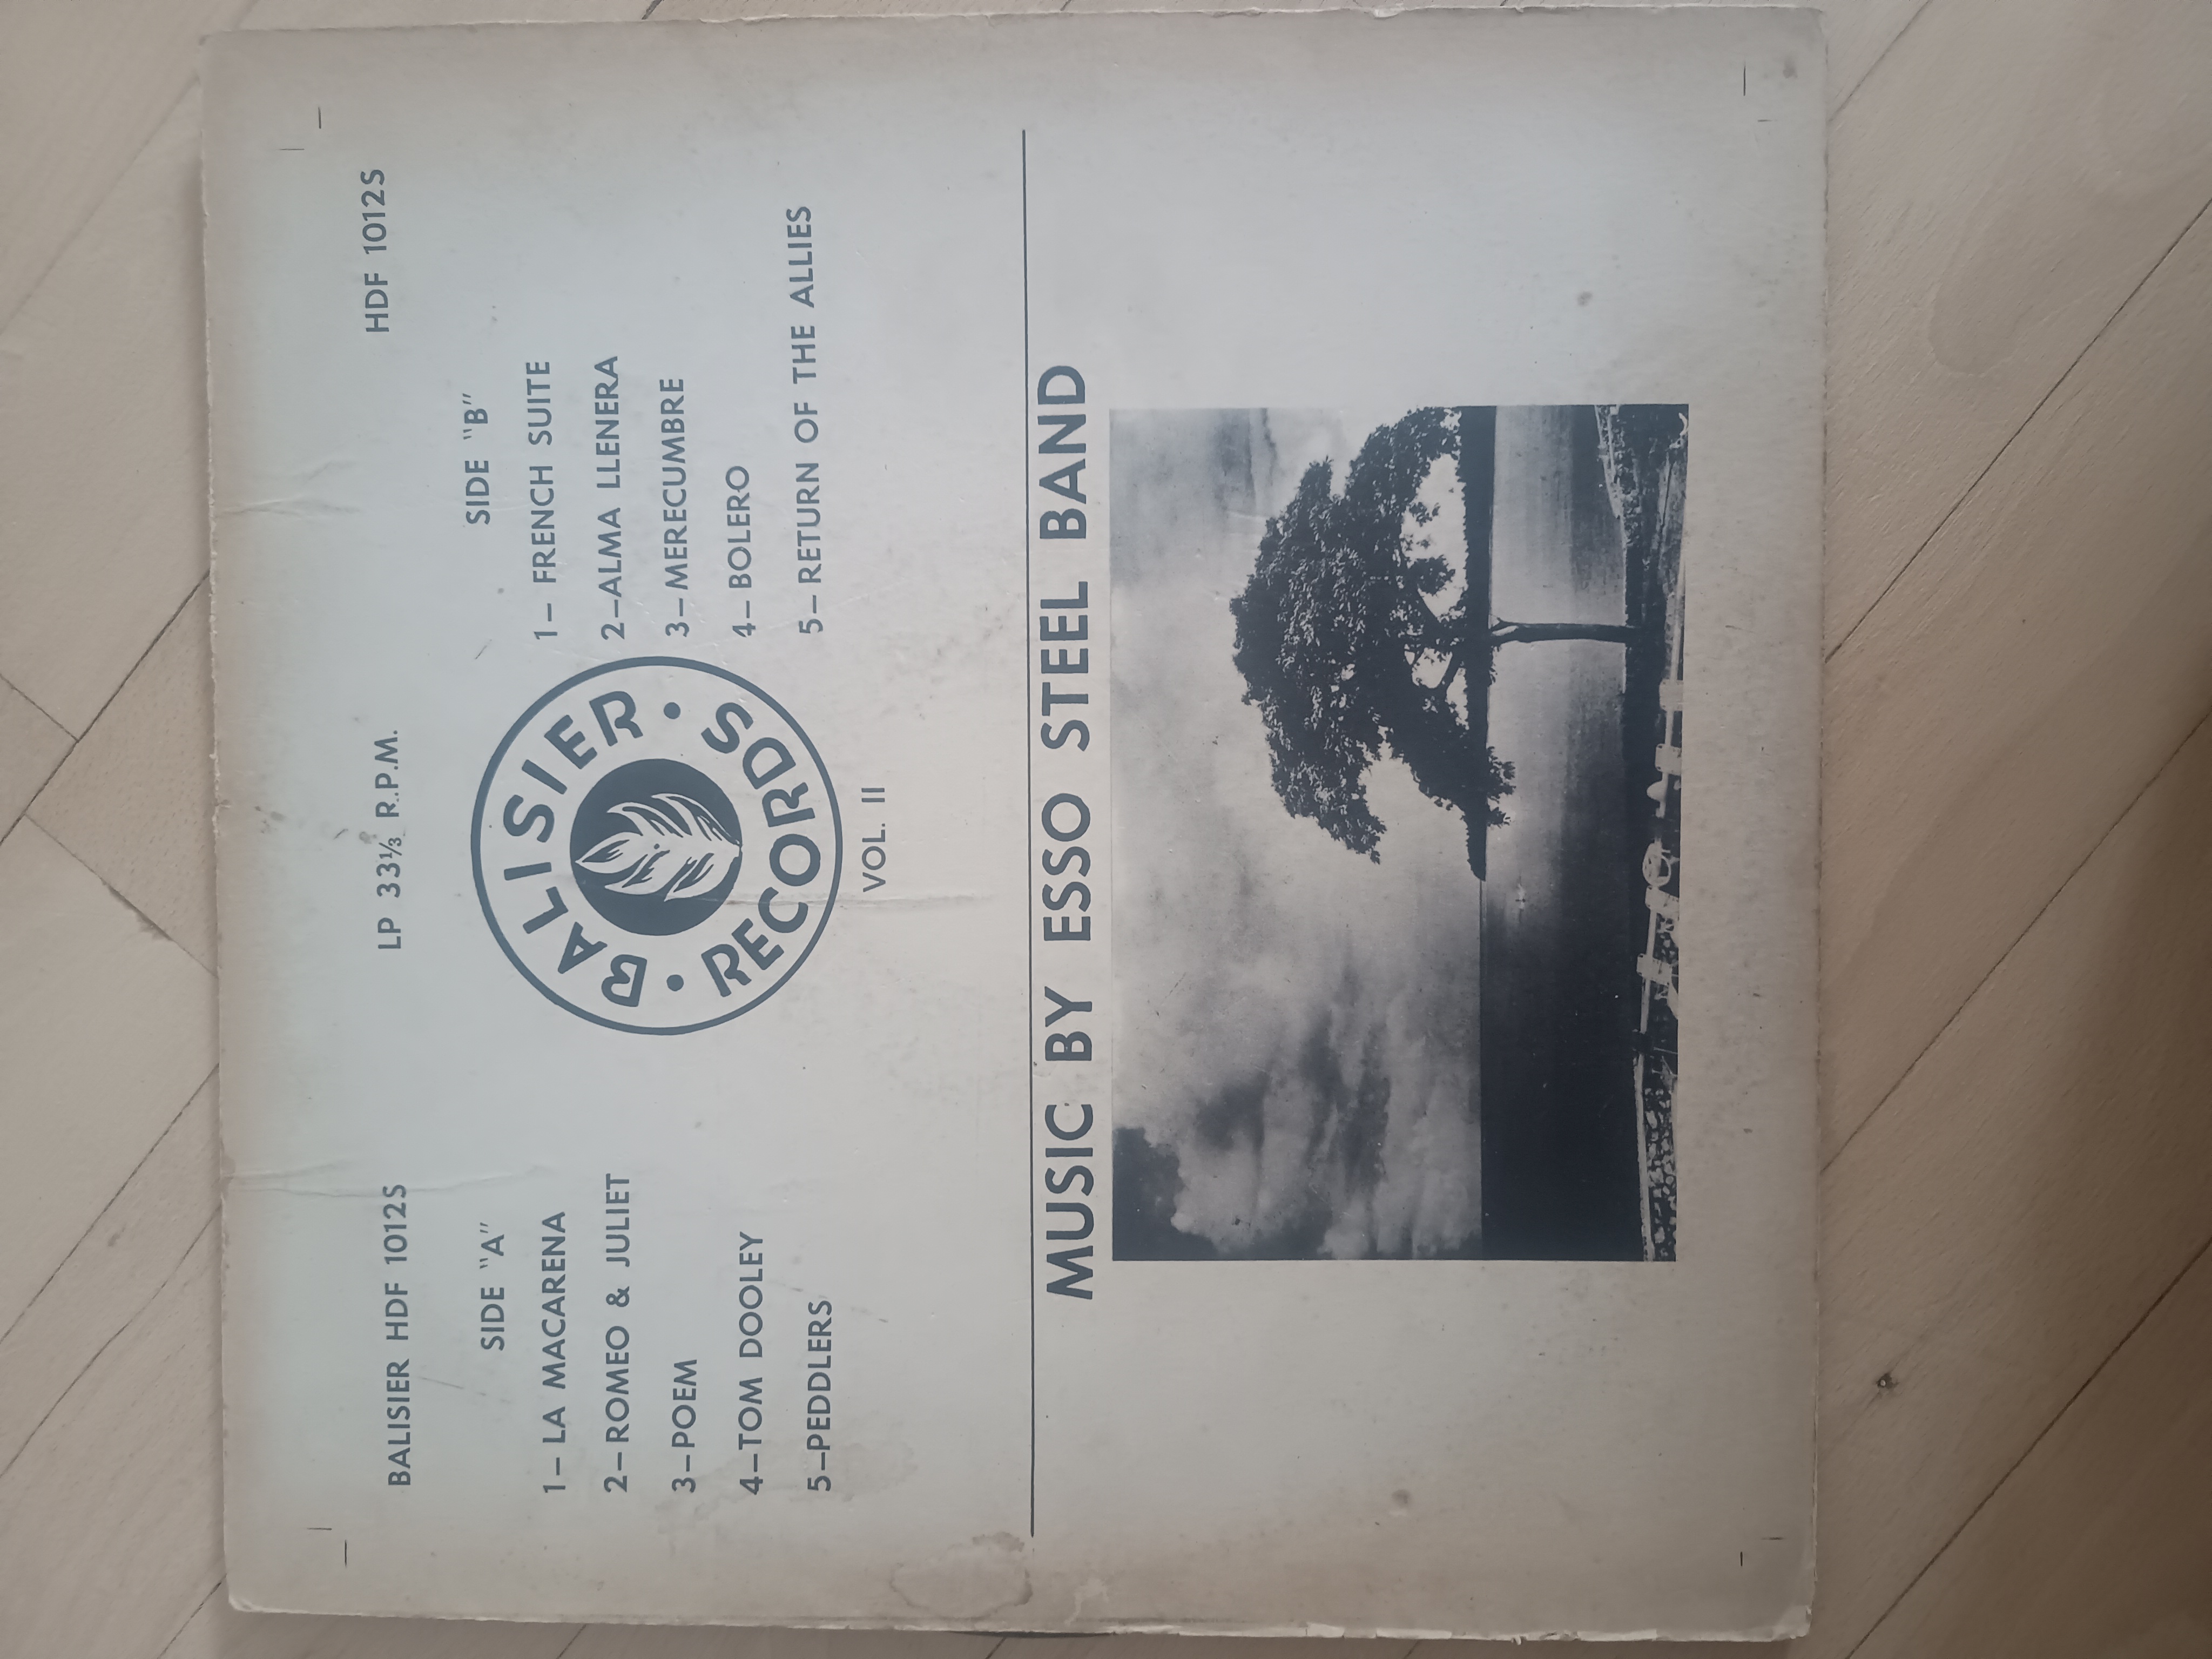 BALISIER HDF 1012S
LP 33⅓ R.P.M.
HDF 1012S
SIDE "A"
1– LA MACARENA
2–ROMEO & JULIET
3–POEM
4–TOM DOOLEY
5–PEDDLERS
BALISIER
RECORDS
VOL. II
SIDE "B"
1– FRENCH SUITE
2–ALMA LLENERA
3–MERECUMBRE
4– BOLERO
5– RETURN OF THE ALLIES
MUSIC BY ESSO STEEL BAND